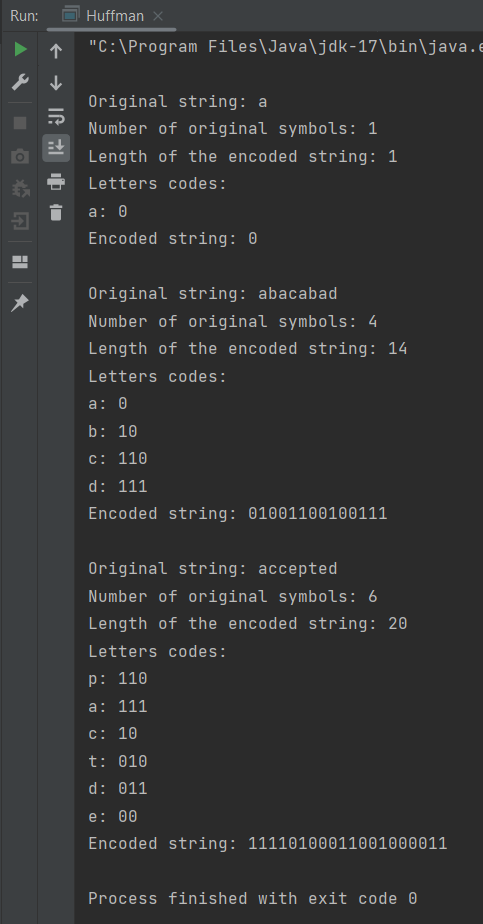 Run: Huffman
"C:\Program Files\Java\jdk-17\bin\java.e
Original string: a
Number of original symbols: 1
Length of the encoded string: 1
Letters codes:
a: 0
Encoded string: 0
Original string: abacabad
Number of original symbols: 4
Length of the encoded string: 14
Letters codes:
a: 0
b: 10
c: 110
d: 111
Encoded string: 01001100100111
Original string: accepted
Number of original symbols: 6
Length of the encoded string: 20
Letters codes:
p: 110
a: 111
c: 10
t: 010
d: 011
e: 00
Encoded string: 11110100011001000011
Process finished with exit code 0